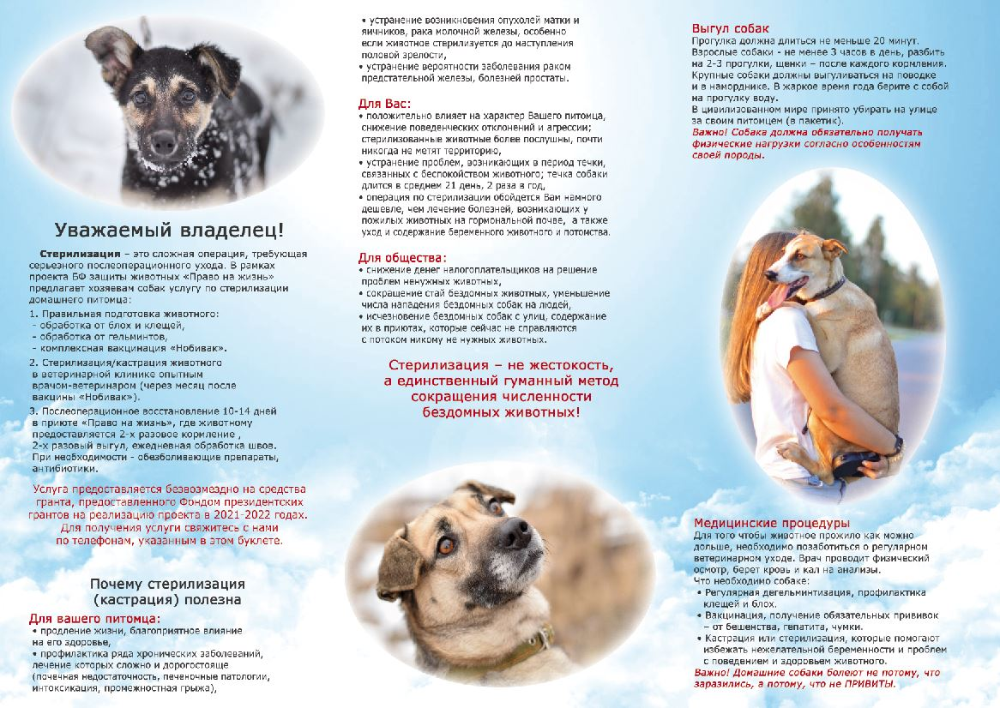 Уважаемый владелец!
Стерилизация – это сложная операция, требующая
серьезного послеоперационного ухода. В рамках
проекта БФ защиты животных «Право на жизнь»
предлагает хозяевам собак услугу по стерилизации
домашнего питомца:
1. Правильная подготовка животного:
- обработка от блох и клещей,
- обработка от гельминтов,
- комплексная вакцинация «Нобивак».
2. Стерилизация/кастрация животного
в ветеринарной клинике опытным
врачом-ветеринаром (через месяц после
вакцины «Нобивак»).
3. Послеоперационное восстановление 10-14 дней
в приюте «Право на жизнь», где животному
предоставляется 2-х разовое кормление ,
2-х разовый выгул, ежедневная обработка швов.
При необходимости - обезболивающие препараты,
антибиотики.
Услуга предоставляется безвозмездно на средства
гранта, предоставленного Фондом президентских
грантов на реализацию проекта в 2021-2022 годах.
Для получения услуги свяжитесь с нами
по телефонам, указанным в этом буклете.
Почему стерилизация
(кастрация) полезна
Для вашего питомца:
• продление жизни, благоприятное влияние
на его здоровье,
• профилактика ряда хронических заболеваний,
лечение которых сложно и дорогостояще
(почечная недостаточность, печеночные патологии,
интоксикация, промежностная грыжа),
• устранение возникновения опухолей матки и
яичников, рака молочной железы, особенно
если животное стерилизуется до наступления
половой зрелости,
• устранение вероятности заболевания раком
предстательной железы, болезней простаты.
Для Вас:
• положительно влияет на характер Вашего питомца,
снижение поведенческих отклонений и агрессии;
стерилизованные животные более послушны, почти
никогда не метят территорию,
• устранение проблем, возникающих в период течки,
связанных с беспокойством животного; течка собаки
длится в среднем 21 день, 2 раза в год,
• операция по стерилизации обойдется Вам намного
дешевле, чем лечение болезней, возникающих у
пожилых животных на гормональной почве, а также
уход и содержание беременного животного и потомства.
Для общества:
• снижение денег налогоплательщиков на решение
проблем ненужных животных,
• сокращение стай бездомных животных, уменьшение
числа нападения бездомных собак на людей,
• исчезновение бездомных собак с улиц, содержание
их в приютах, которые сейчас не справляются
с потоком никому не нужных животных.
Стерилизация – не жестокость,
а единственный гуманный метод
сокращения численности
бездомных животных!
Выгул собак
Прогулка должна длиться не меньше 20 минут.
Взрослые собаки - не менее 3 часов в день, разбить
на 2-3 прогулки, щенки – после каждого кормления.
Крупные собаки должны выгуливаться на поводке
и в наморднике. В жаркое время года берите с собой
на прогулку воду.
В цивилизованном мире принято убирать на улице
за своим питомцем (в пакетик).
Важно! Собака должна обязательно получать
физические нагрузки согласно особенностям
своей породы.
Медицинские процедуры
Для того чтобы животное прожило как можно
дольше, необходимо позаботиться о регулярном
ветеринарном уходе. Врач проводит физический
осмотр, берет кровь и кал на анализы.
Что необходимо собаке:
• Регулярная дегельминтизация, профилактика
клещей и блох.
• Вакцинация, получение обязательных прививок
– от бешенства, гепатита, чумки.
• Кастрация или стерилизация, которые помогают
избежать нежелательной беременности и проблем
с поведением и здоровьем животного.
Важно! Домашние собаки болеют не потому, что
заразились, а потому, что не ПРИВИТЫ.